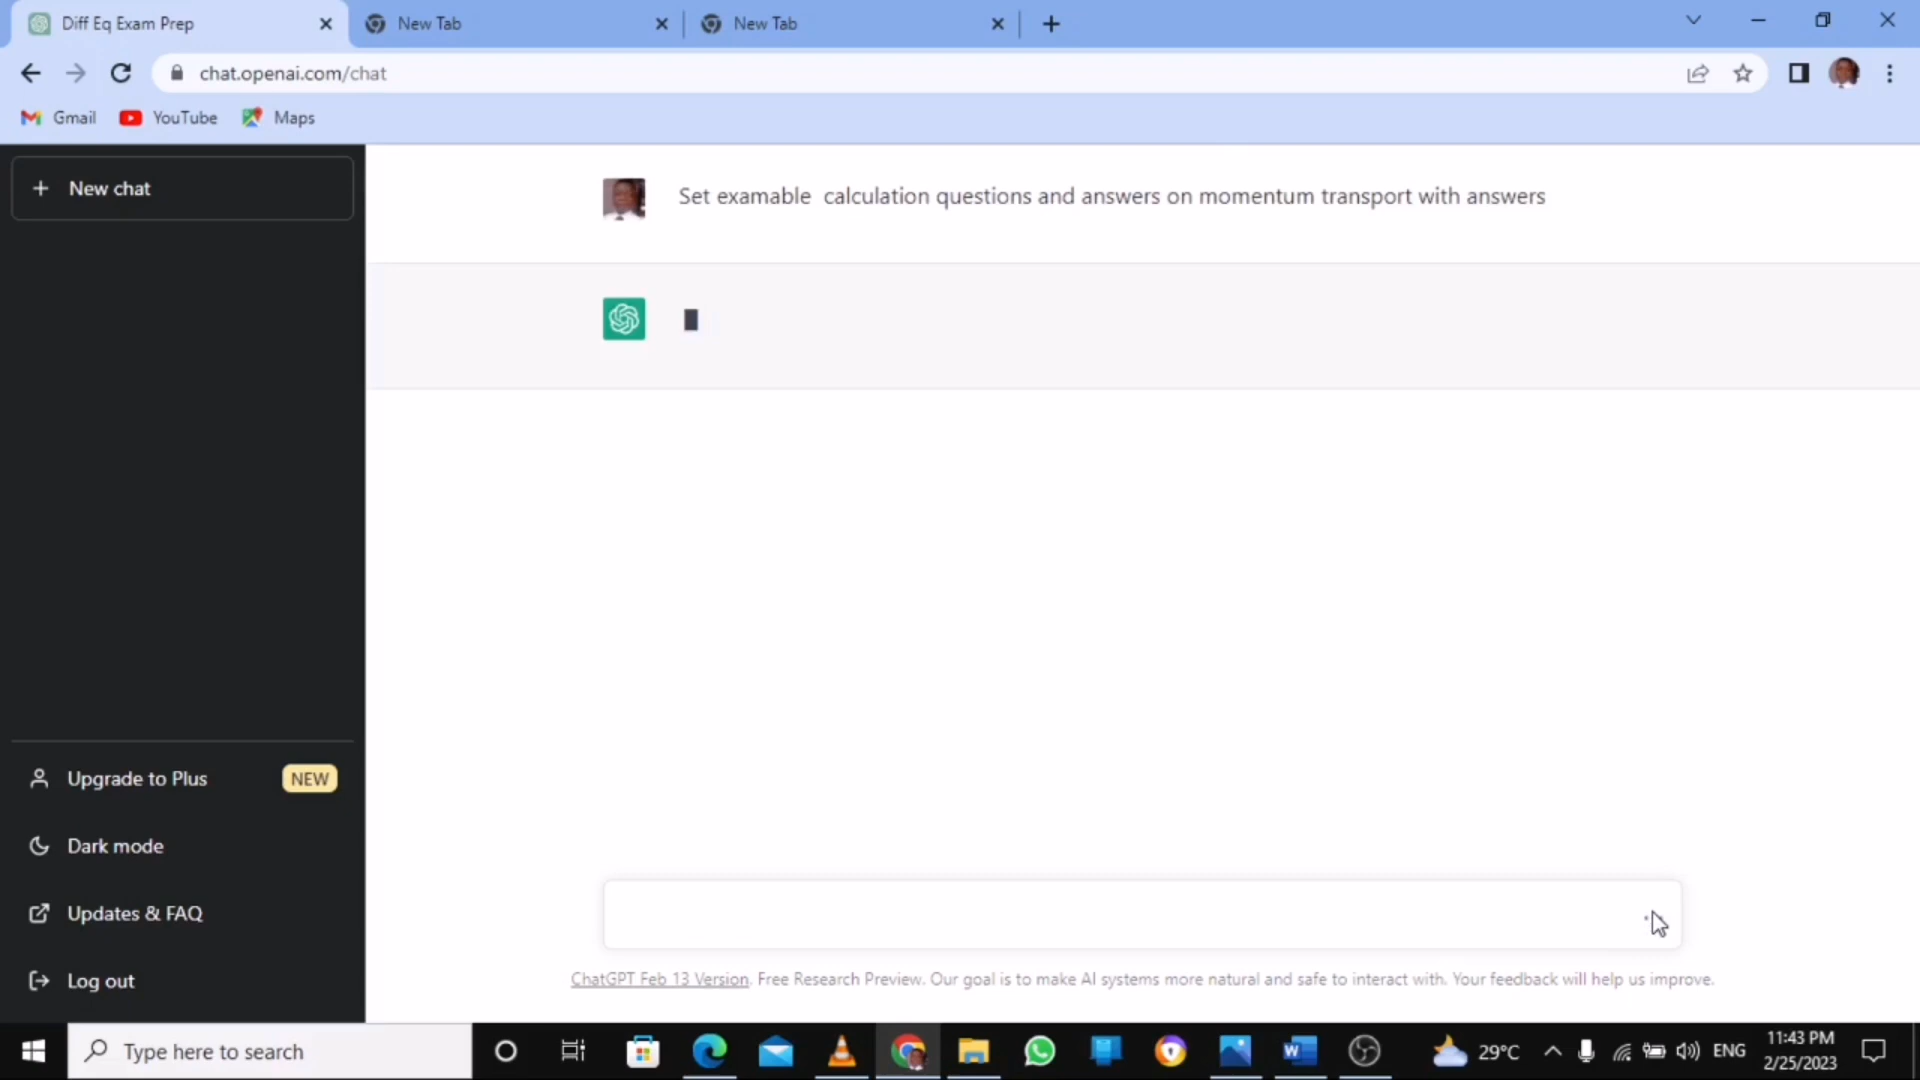 Diff Eq Exam Prep
New Tab
New Tab
chat.openai.com/chat
Gmail
YouTube
Maps
New chat
Set examable  calculation questions and answers on momentum transport with answers
Upgrade to Plus
NEW
Dark mode
Updates & FAQ
Log out
ChatGPT Feb 13 Version. Free Research Preview. Our goal is to make AI systems more natural and safe to interact with. Your feedback will help us improve.
Type here to search
29°C
ENG
11:43 PM
2/25/2023